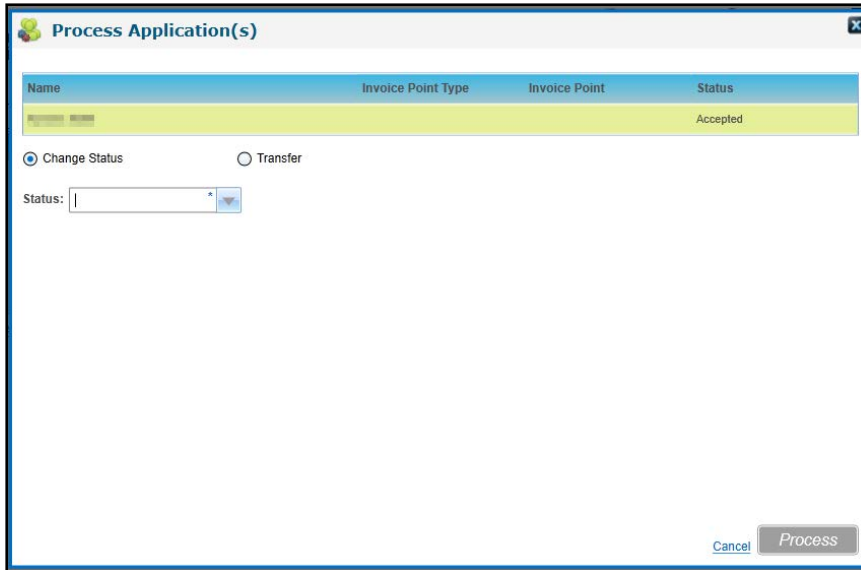 Process Application(s)
Name Invoice Point Type Invoice Point Status
Accepted
Change Status Transfer
Status: *
Cancel Process